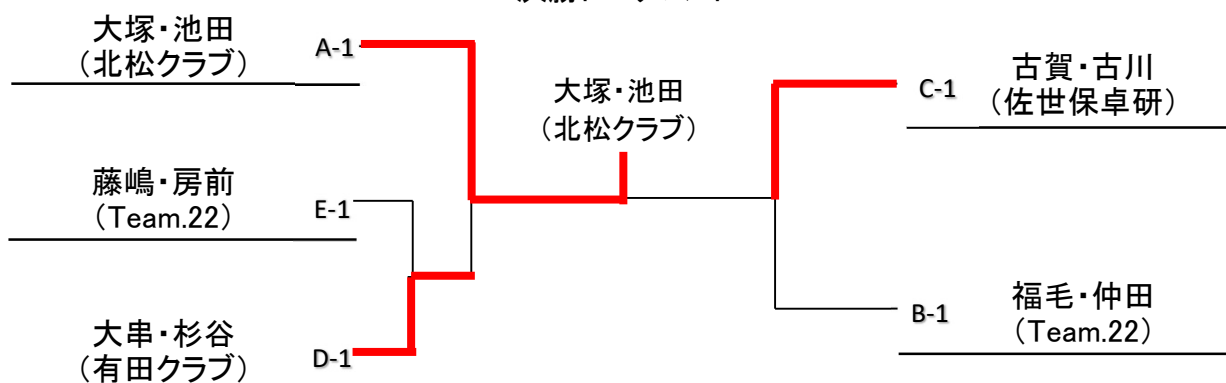 大塚・池田
(北松クラブ)
A-1
藤嶋・房前
(Team.22)
E-1
大串・杉谷
(有田クラブ)
D-1
大塚・池田
(北松クラブ)
C-1
古賀・古川
(佐世保卓研)
B-1
福毛・仲田
(Team.22)